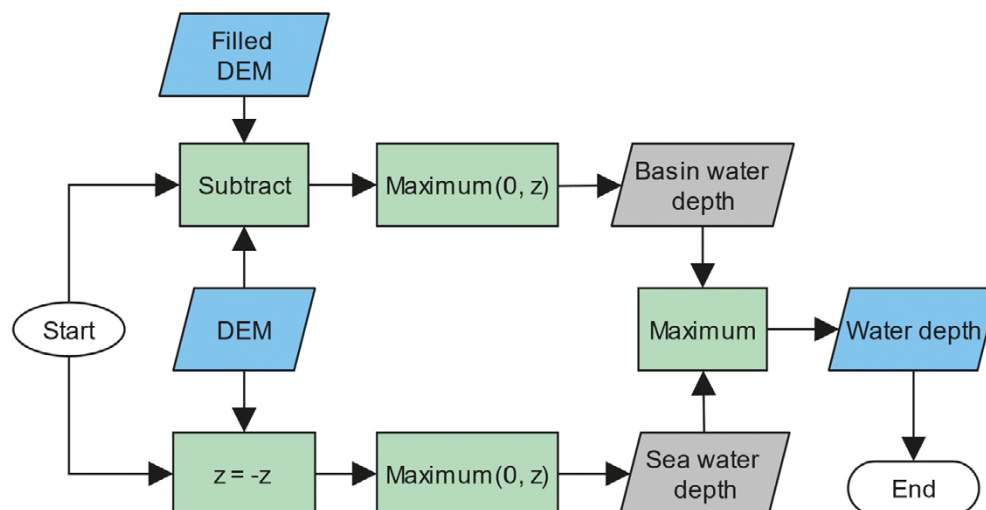 Filled
DEM
Subtract
Maximum(0, z)
Basin water
depth
Start
DEM
Maximum
Water depth
z = -z
Maximum(0, z)
Sea water
depth
End